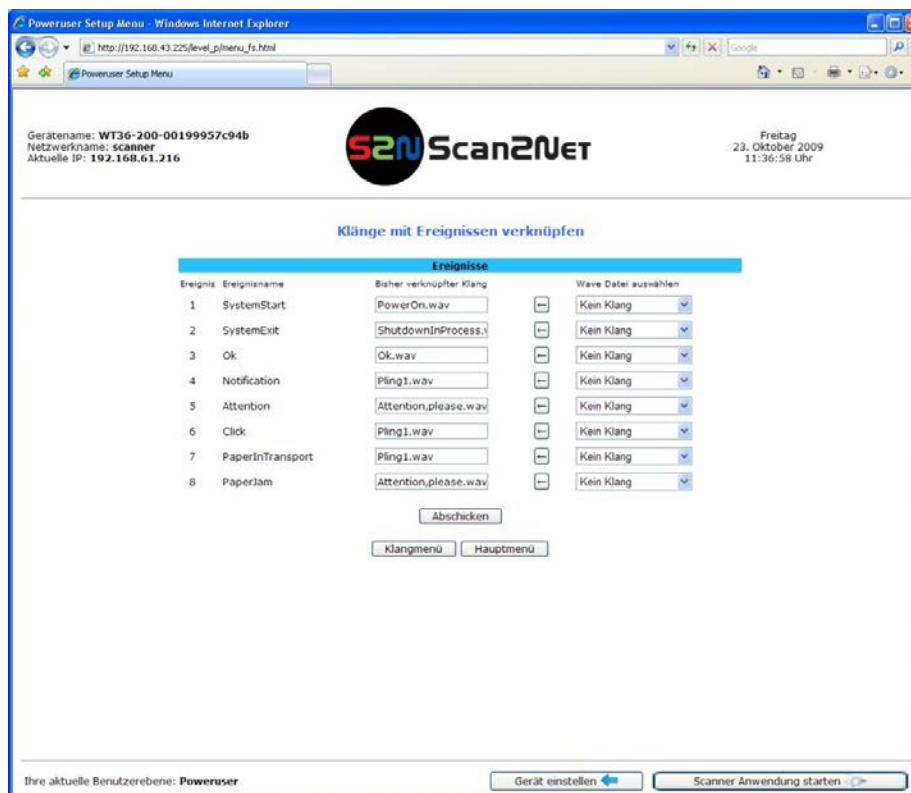 Poweruser Setup Menu - Windows Internet Explorer
http://192.168.43.225/level_p/menu_fs.html
Google
Poweruser Setup Menu
Gerätename: WT36-200-00199957c94b
Netzwerkname: scanner
Aktuelle IP: 192.168.61.216
S2N Scan2Net
Freitag
23. Oktober 2009
11:36:58 Uhr
Klänge mit Ereignissen verknüpfen
Ereignisse
Ereignis Ereignisname Bisher verknüpfter Klang Wave Datei auswählen
1 SystemStart PowerOn.wav Kein Klang
2 SystemExit ShutdownInProcess.v Kein Klang
3 Ok Ok.wav Kein Klang
4 Notification Pling1.wav Kein Klang
5 Attention Attention,please.wav Kein Klang
6 Click Pling1.wav Kein Klang
7 PaperInTransport Pling1.wav Kein Klang
8 PaperJam Attention,please.wav Kein Klang
Abschicken
Klangmenü Hauptmenü
Ihre aktuelle Benutzerebene: Poweruser Gerät einstellen Scanner Anwendung starten